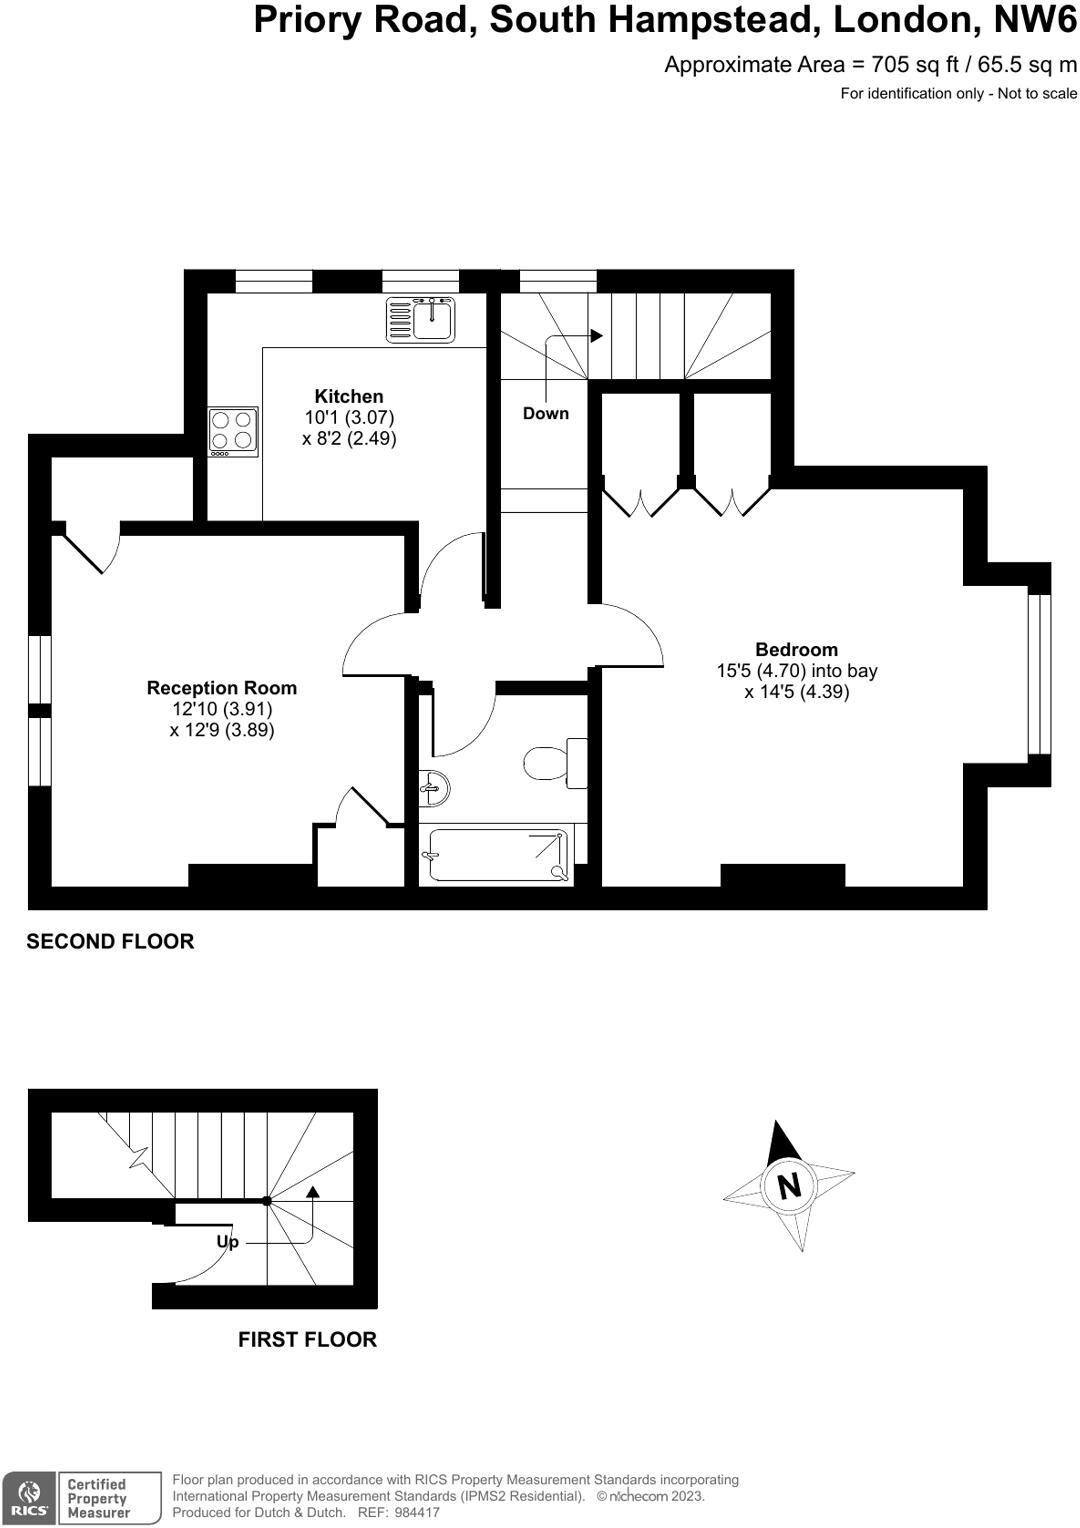 Priory Road, South Hampstead, London, NW6
Approximate Area = 705 sq ft / 65.5 sq m
For identification only - Not to scale
Kitchen
10'1 (3.07)
x 8'2 (2.49)
Down
Bedroom
15'5 (4.70) into bay
x 14'5 (4.39)
Reception Room
12'10 (3.91)
x 12'9 (3.89)
SECOND FLOOR
Up
N
FIRST FLOOR
RICS
Certified
Property
Measurer
Floor plan produced in accordance with RICS Property Measurement Standards incorporating
International Property Measurement Standards (IPMS2 Residential). © nichecom 2023.
Produced for Dutch & Dutch. REF: 984417